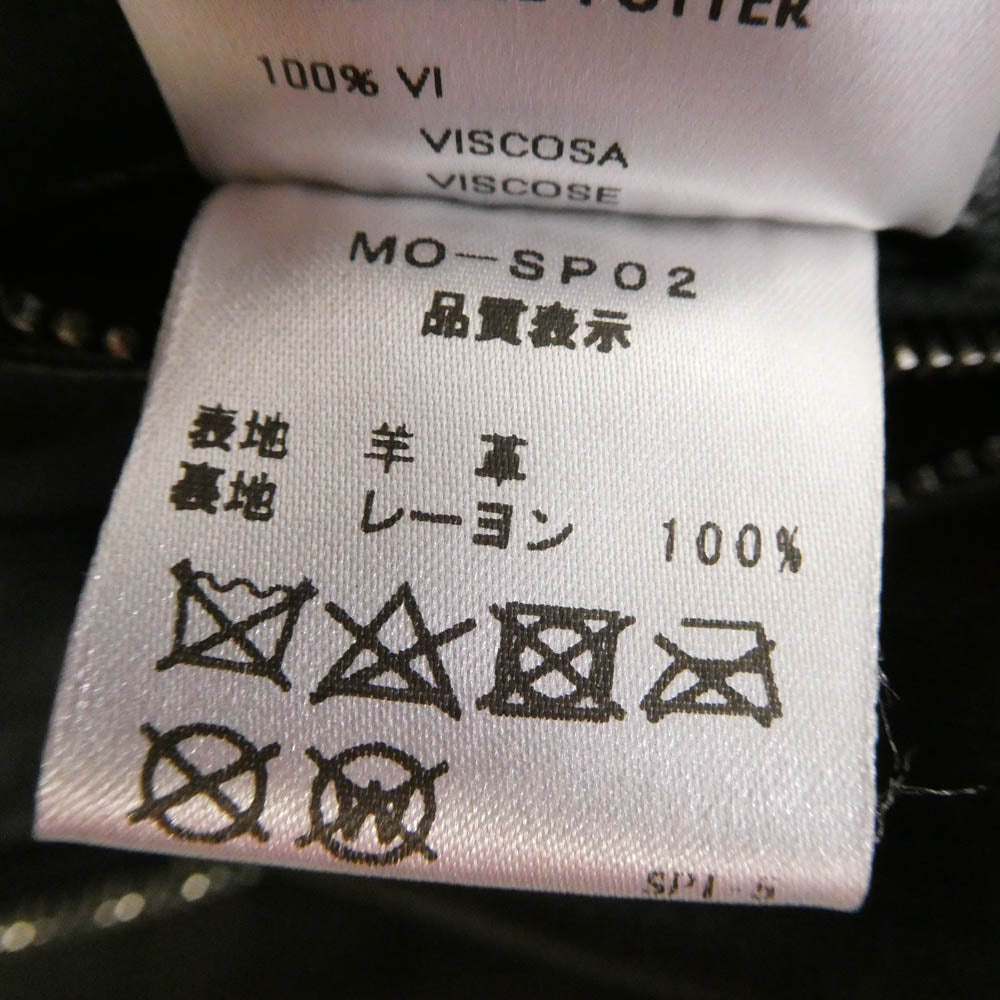 100% VI
VISCOSA
VISCOSE
MO-SP02
品質表示
表地 羊 革
裏地 レーヨン 100%